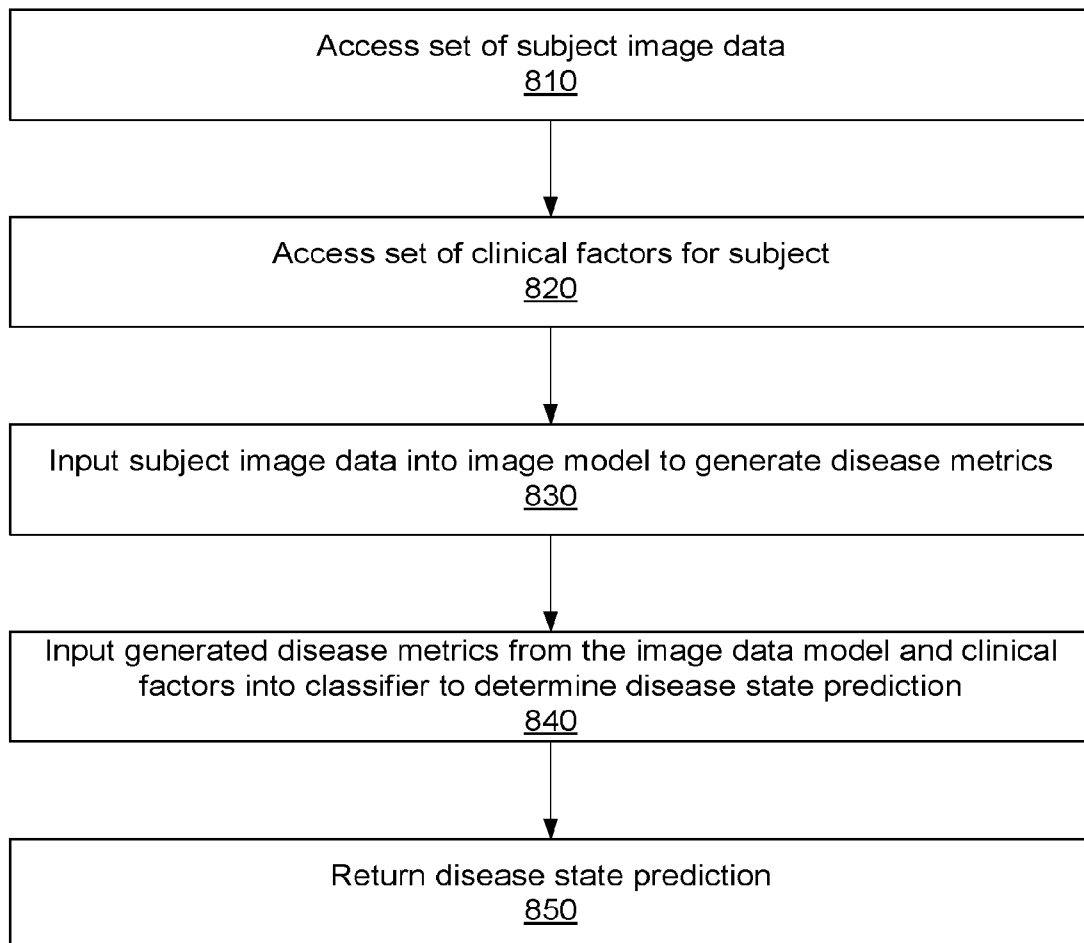 Access set of subject image data
810
Access set of clinical factors for subject
820
Input subject image data into image model to generate disease metrics
830
Input generated disease metrics from the image data model and clinical
factors into classifier to determine disease state prediction
840
Return disease state prediction
850